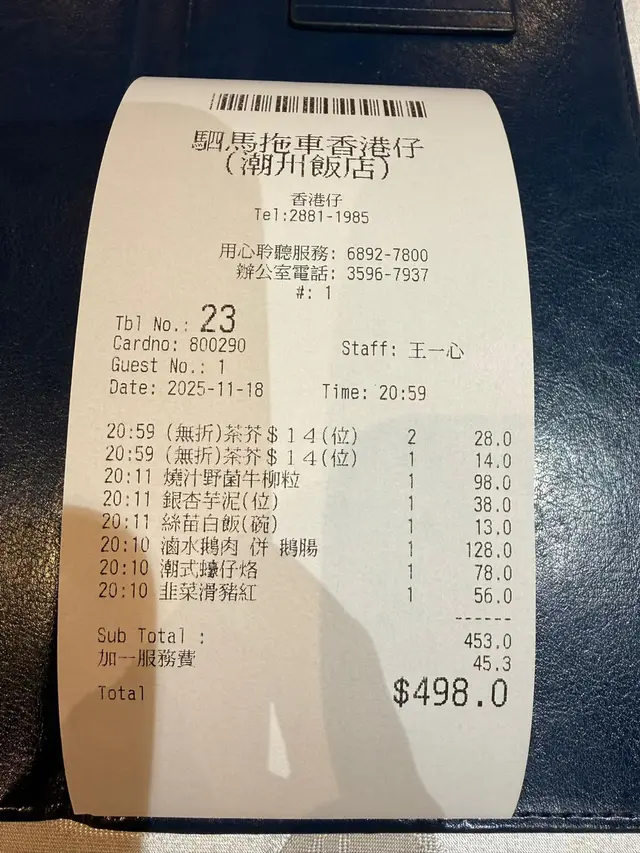 駟馬拖車香港仔
(潮州飯店)
香港仔
Tel:2881-1985
用心聆聽服務: 6892-7800
辦公室電話: 3596-7937
#: 1
Tbl No.: 23
Cardno: 800290 Staff: 王一心
Guest No.: 1
Date: 2025-11-18 Time: 20:59
20:59 (無折)茶芥$14(位) 2 28.0
20:59 (無折)茶芥$14(位) 1 14.0
20:11 燒汁野菌牛柳粒 1 98.0
20:11 銀杏芋泥(位) 1 38.0
20:11 絲苗白飯(碗) 1 13.0
20:10 滷水鵝肉 併 鵝腸 1 128.0
20:10 潮式蠔仔烙 1 78.0
20:10 韭菜滑豬紅 1 56.0
------
Sub Total : 453.0
加一服務費 45.3
Total $498.0